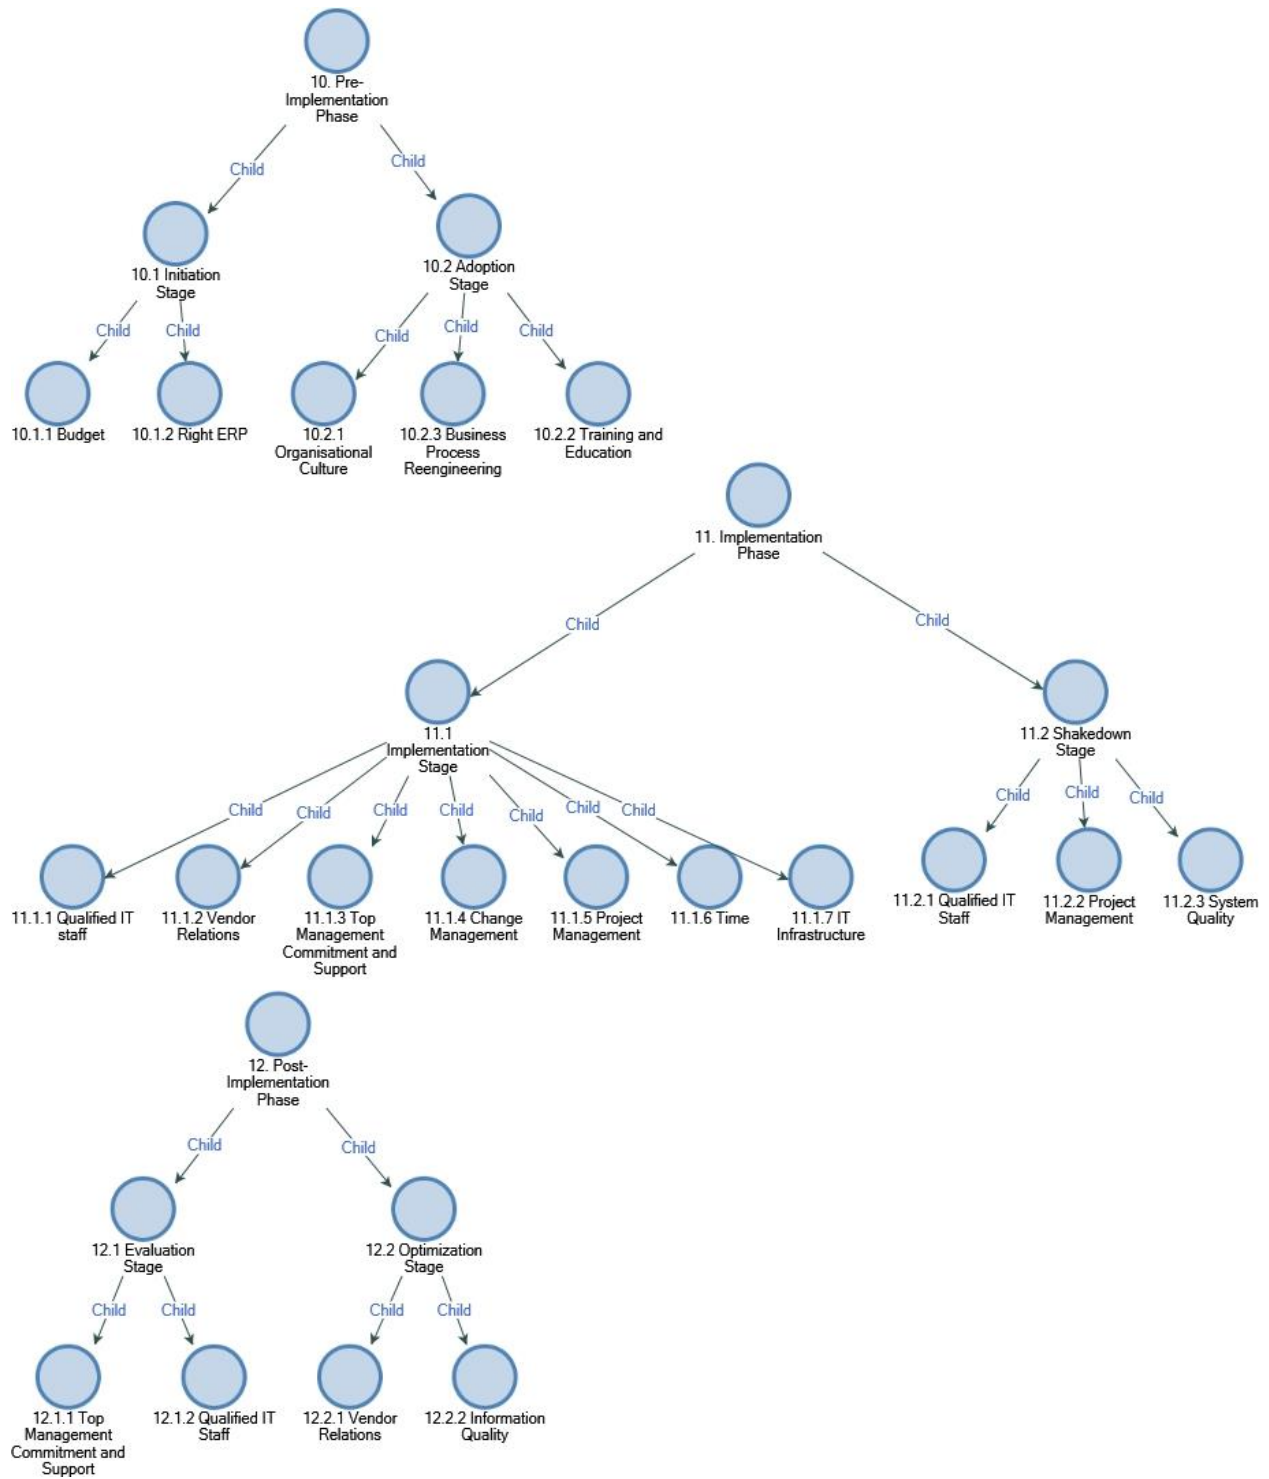 10. Pre-
Implementation
Phase
Child
Child
10.1 Initiation
Stage
10.2 Adoption
Stage
Child
Child
Child
Child
Child
10.1.1 Budget
10.1.2 Right ERP
10.2.1
Organisational
Culture
10.2.3 Business
Process
Reengineering
10.2.2 Training and
Education
11. Implementation
Phase
Child
Child
11.1
Implementation
Stage
11.2 Shakedown
Stage
Child
Child
Child
Child
Child
Child
Child
Child
Child
Child
11.1.1 Qualified IT
staff
11.1.2 Vendor
Relations
11.1.3 Top
Management
Commitment and
Support
11.1.4 Change
Management
11.1.5 Project
Management
11.1.6 Time
11.1.7 IT
Infrastructure
11.2.1 Qualified IT
Staff
11.2.2 Project
Management
11.2.3 System
Quality
12. Post-
Implementation
Phase
Child
Child
12.1 Evaluation
Stage
12.2 Optimization
Stage
Child
Child
Child
Child
12.1.1 Top
Management
Commitment and
Support
12.1.2 Qualified IT
Staff
12.2.1 Vendor
Relations
12.2.2 Information
Quality